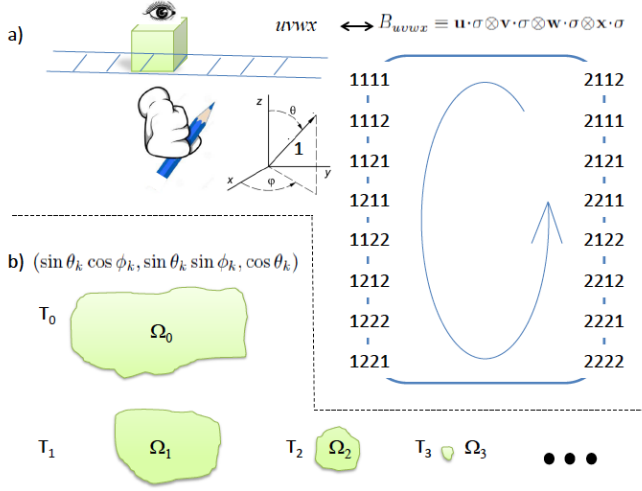 a)
uvwx ↔ B_{uvwx} ≡ u·σ⊗v·σ⊗w·σ⊗x·σ
z
θ
1
x
φ
y
1111 2112
1112 2111
1121 2121
1211 2211
1122 2122
1212 2212
1222 2221
1221 2222
b) (sin θ_k cos ϕ_k, sin θ_k sin ϕ_k, cos θ_k)
T₀ Ω₀
T₁ Ω₁ T₂ Ω₂ T₃ Ω₃ •••